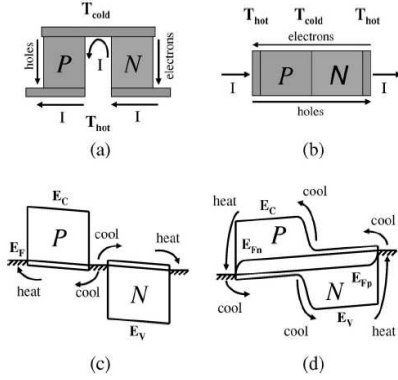 T_cold
holes
P
I
N
electrons
I
T_hot
I
(a)
T_hot
T_cold
T_hot
electrons
I
P
N
I
holes
(b)
E_C
P
E_F
cool
heat
heat
cool
N
E_V
(c)
heat
E_C
cool
E_Fn
P
cool
E_Fp
cool
cool
N
E_V
heat
(d)